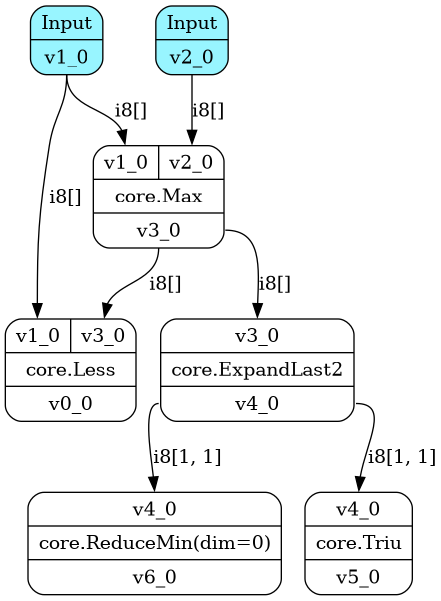 Input
v1_0
Input
v2_0
i8[]
i8[]
v1_0 v2_0
core.Max
v3_0
i8[]
i8[]
i8[]
v1_0 v3_0
core.Less
v0_0
v3_0
core.ExpandLast2
v4_0
i8[1, 1]
i8[1, 1]
v4_0
core.ReduceMin(dim=0)
v6_0
v4_0
core.Triu
v5_0